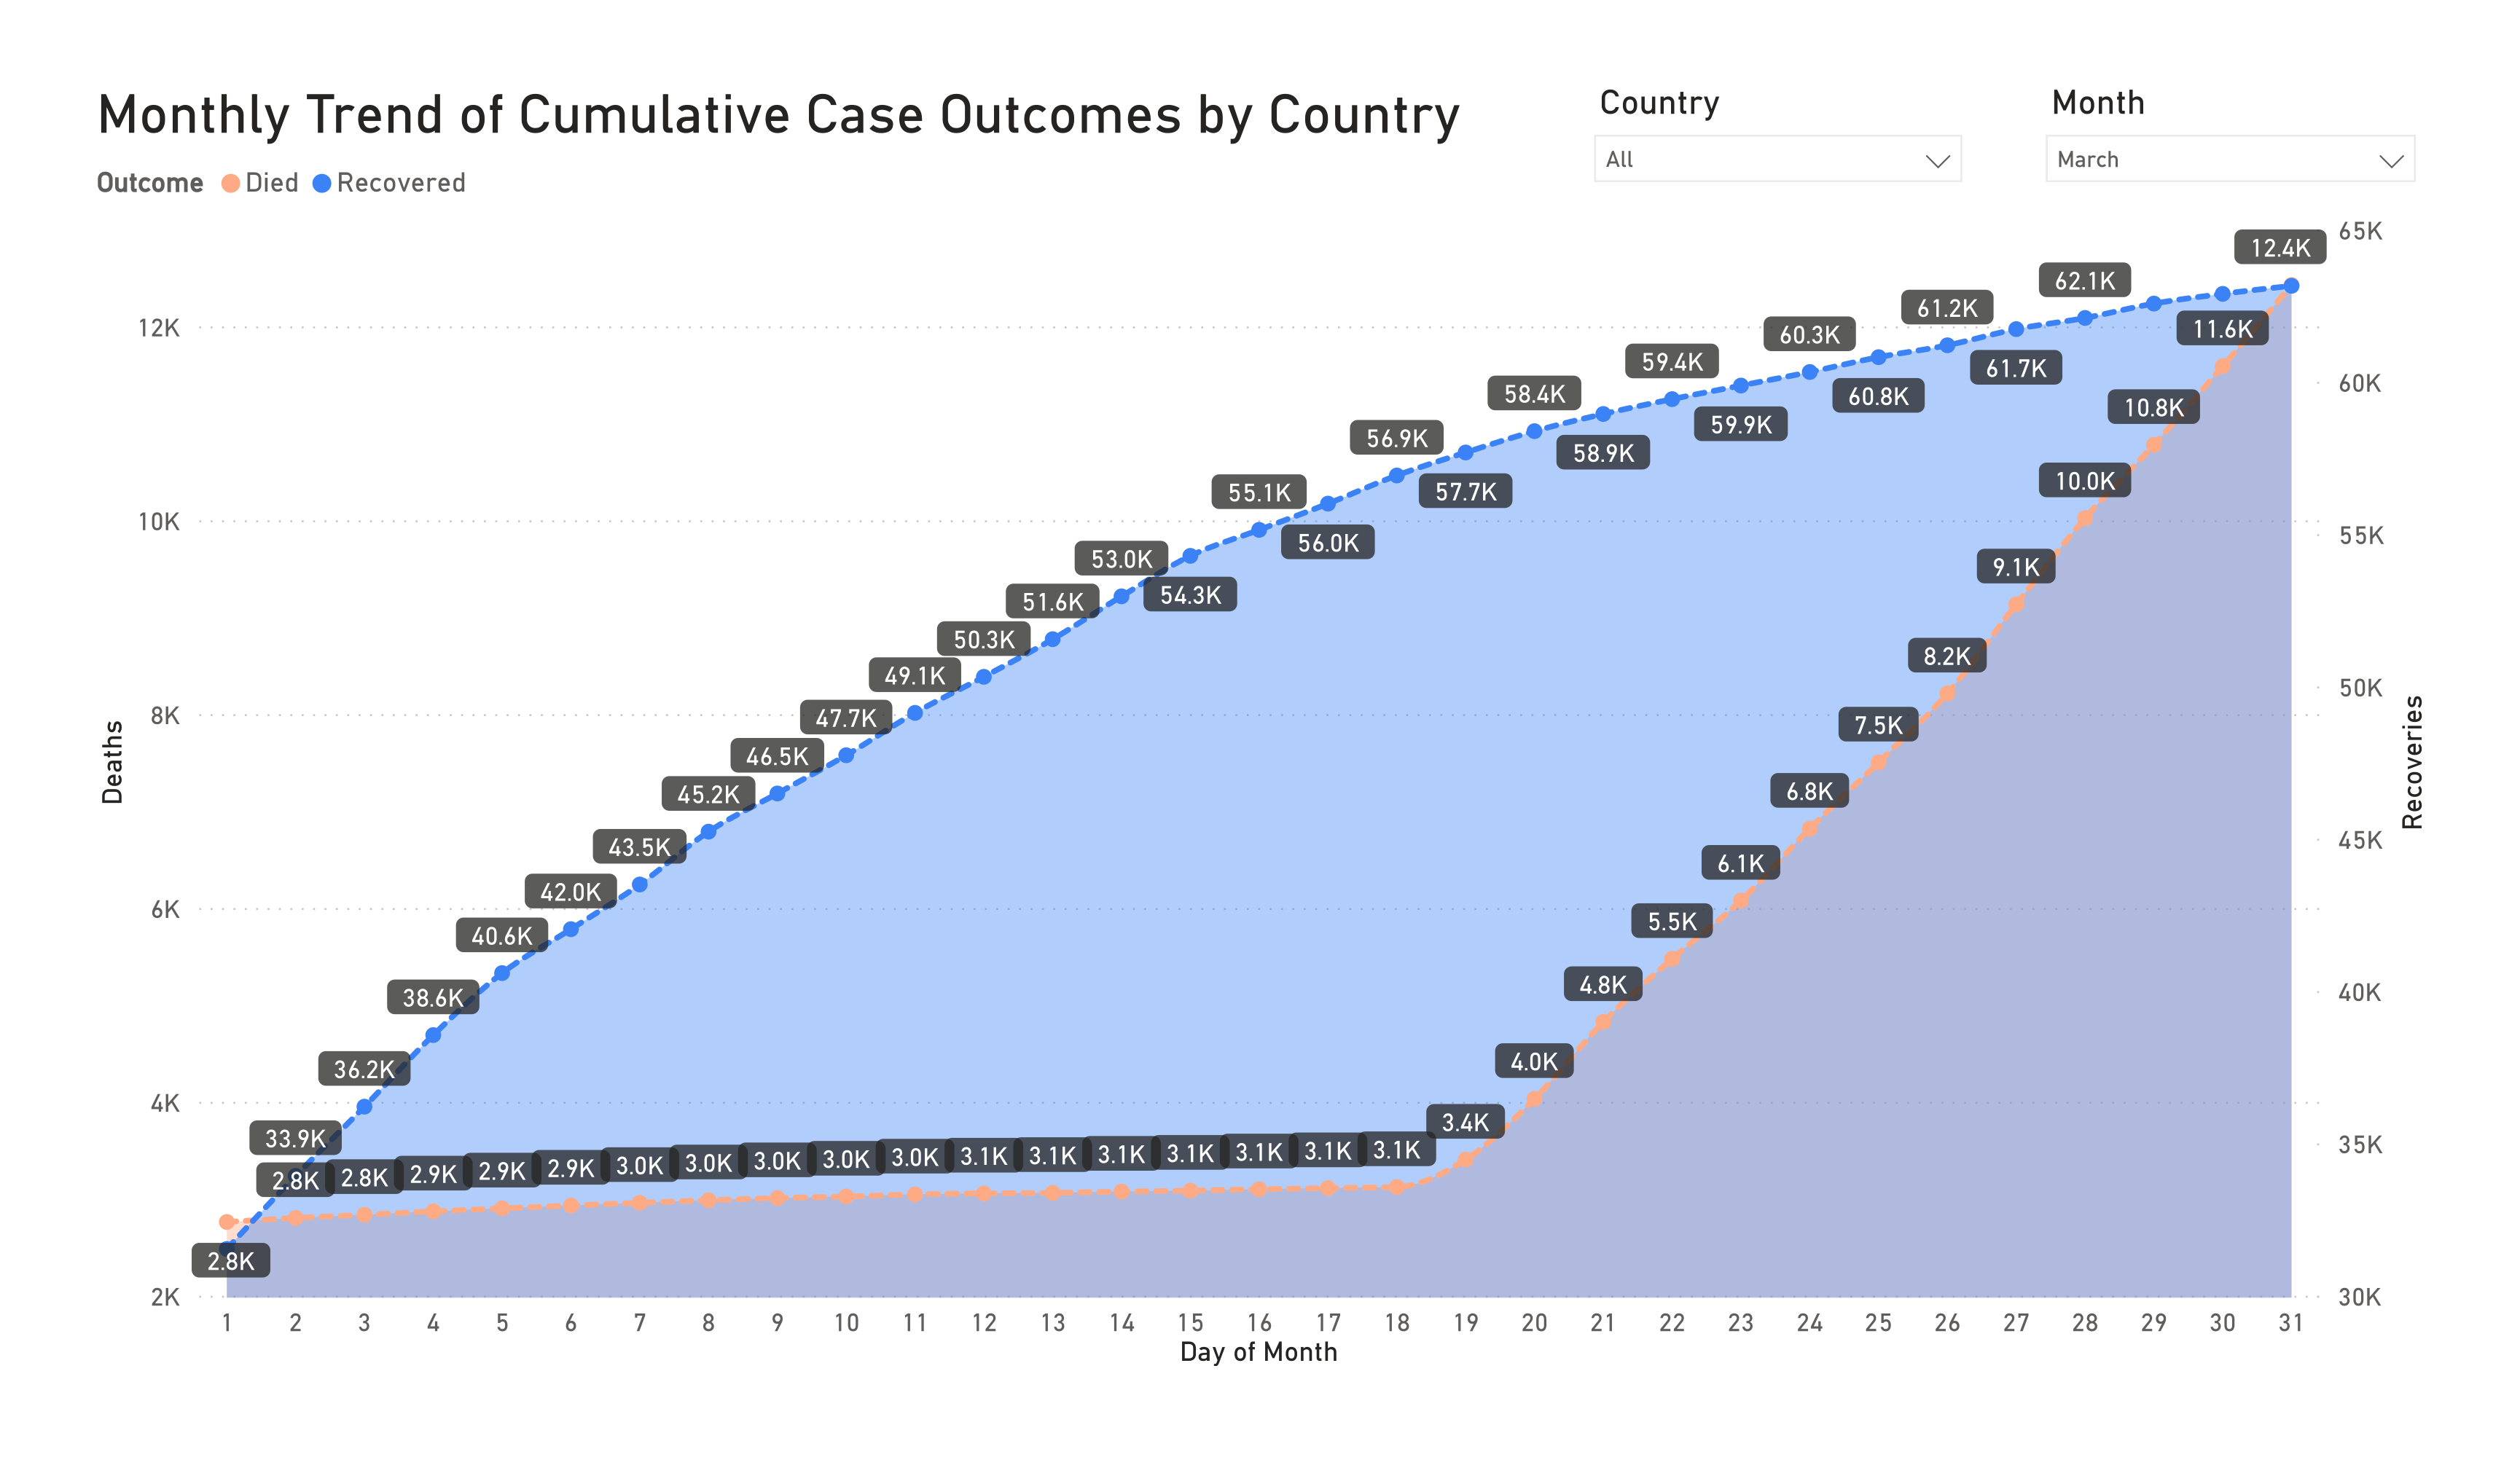 Monthly Trend of Cumulative Case Outcomes by Country
Country
Month
All
March
Outcome Died Recovered
65K
12.4K
62.1K
61.2K
12K
11.6K
60.3K
61.7K
59.4K
60K
58.4K
60.8K
10.8K
59.9K
56.9K
58.9K
10.0K
55.1K
57.7K
10K
56.0K
55K
53.0K
9.1K
54.3K
51.6K
50.3K
8.2K
49.1K
50K
47.7K
8K
7.5K
46.5K
Deaths
Recoveries
45.2K
6.8K
45K
43.5K
6.1K
42.0K
6K
5.5K
40.6K
4.8K
40K
38.6K
4.0K
36.2K
4K
3.4K
33.9K
35K
2.8K 2.8K 2.9K 2.9K 2.9K 3.0K 3.0K 3.0K 3.0K 3.0K 3.1K 3.1K 3.1K 3.1K 3.1K 3.1K 3.1K
2.8K
2K
30K
1 2 3 4 5 6 7 8 9 10 11 12 13 14 15 16 17 18 19 20 21 22 23 24 25 26 27 28 29 30 31
Day of Month